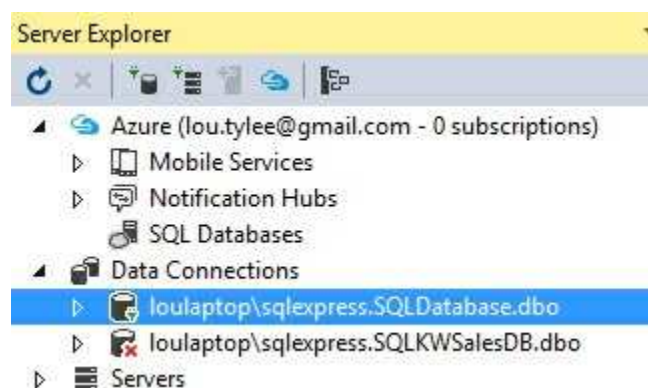 Server Explorer
Azure (lou.tylee@gmail.com - 0 subscriptions)
Mobile Services
Notification Hubs
SQL Databases
Data Connections
loulaptop\sqlexpress.SQLDatabase.dbo
loulaptop\sqlexpress.SQLKWSalesDB.dbo
Servers